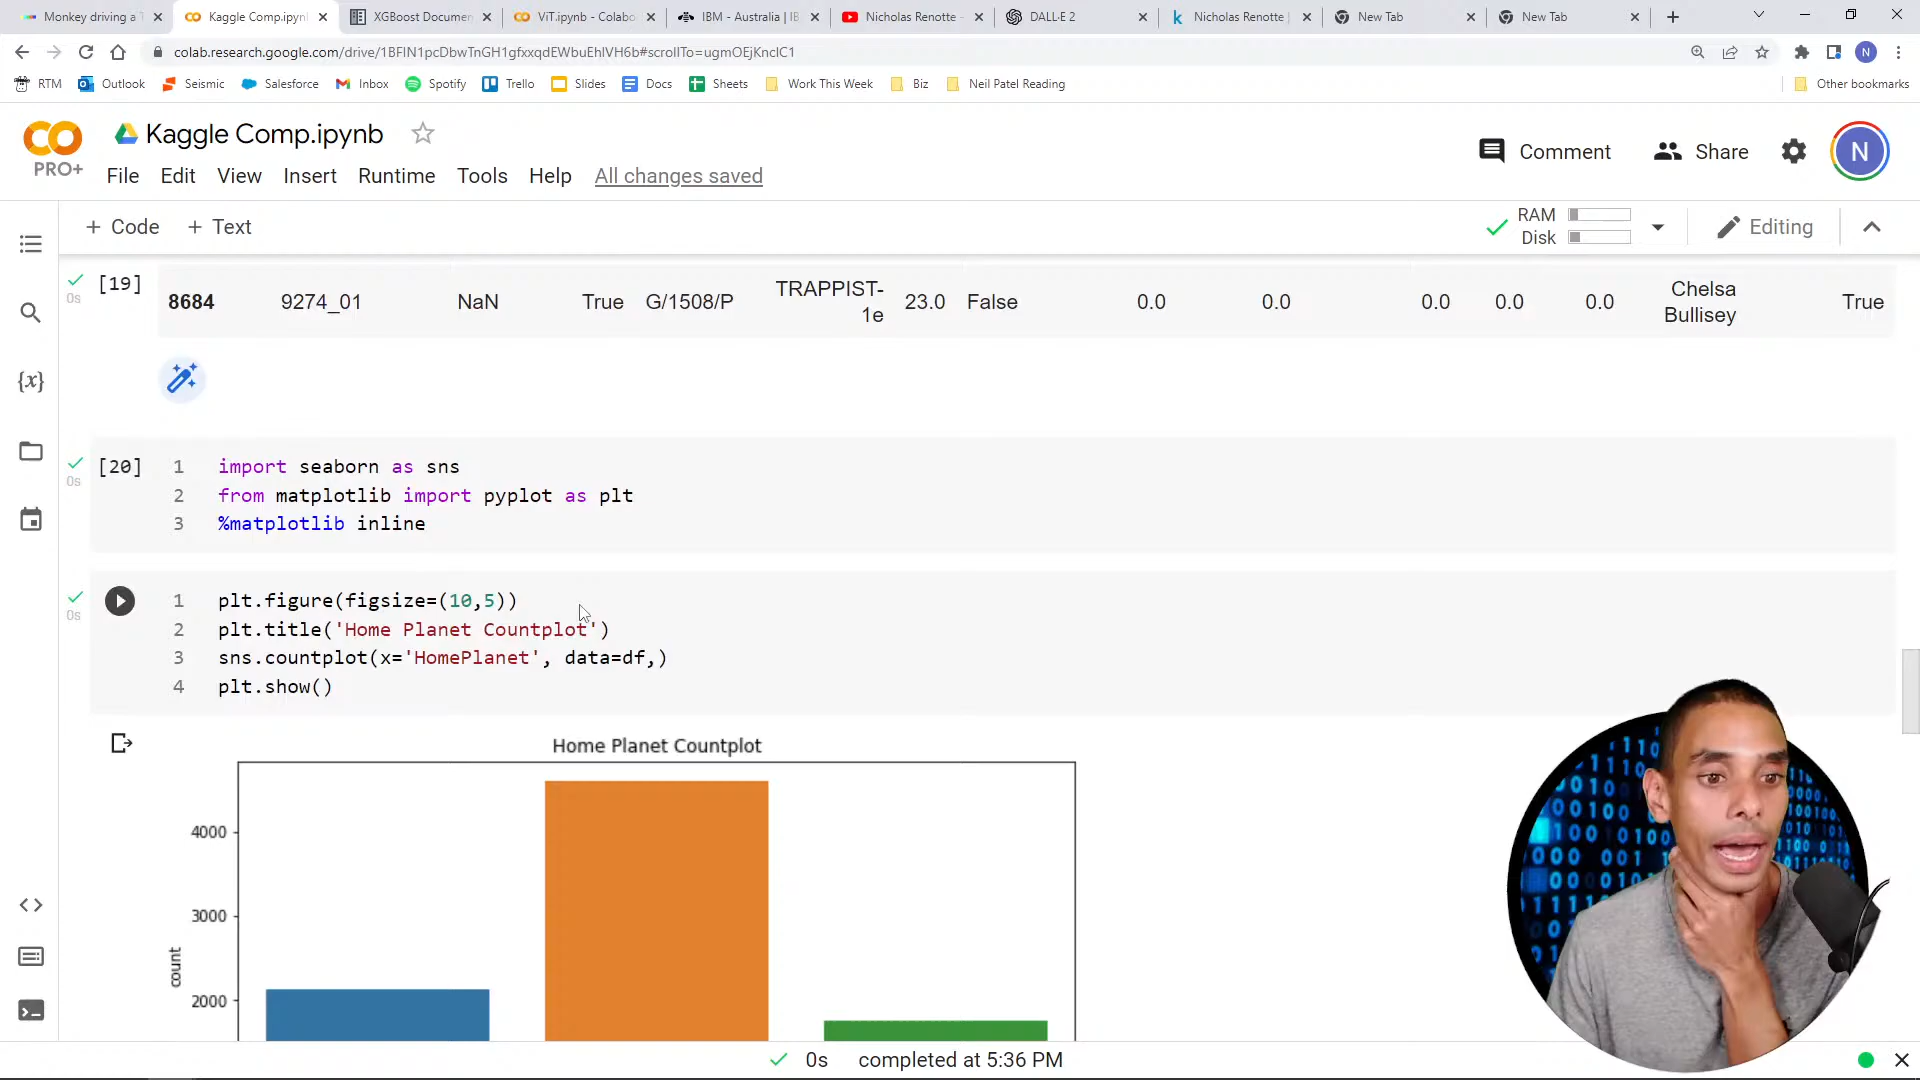 Monkey driving a T
Kaggle Comp.ipynl
XGBoost Documen
ViT.ipynb - Colabo
IBM - Australia | IB
Nicholas Renotte -
DALL·E 2
Nicholas Renotte |
New Tab
New Tab
colab.research.google.com/drive/1BFlN1pcDbwTnGH1gfxxqdEWbuEhlVH6b#scrollTo=ugmOEjKnclC1
N
RTM
Outlook
Seismic
Salesforce
Inbox
Spotify
Trello
Slides
Docs
Sheets
Work This Week
Biz
Neil Patel Reading
Other bookmarks
CO
PRO+
Kaggle Comp.ipynb
File Edit View Insert Runtime Tools Help All changes saved
Comment
Share
N
+ Code + Text
RAM
Disk
Editing
[19]
0s
8684 9274_01 NaN True G/1508/P TRAPPIST-1e 23.0 False 0.0 0.0 0.0 0.0 0.0 Chelsa Bullisey True
{x}
[20]
0s
1 import seaborn as sns
2 from matplotlib import pyplot as plt
3 %matplotlib inline
0s
1 plt.figure(figsize=(10,5))
2 plt.title('Home Planet Countplot')
3 sns.countplot(x='HomePlanet', data=df,)
4 plt.show()
Home Planet Countplot
4000
3000
2000
count
0s completed at 5:36 PM